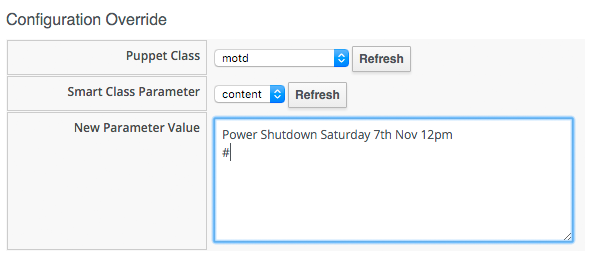 Configuration Override
Puppet Class
motd
Refresh
Smart Class Parameter
content
Refresh
New Parameter Value
Power Shutdown Saturday 7th Nov 12pm
#